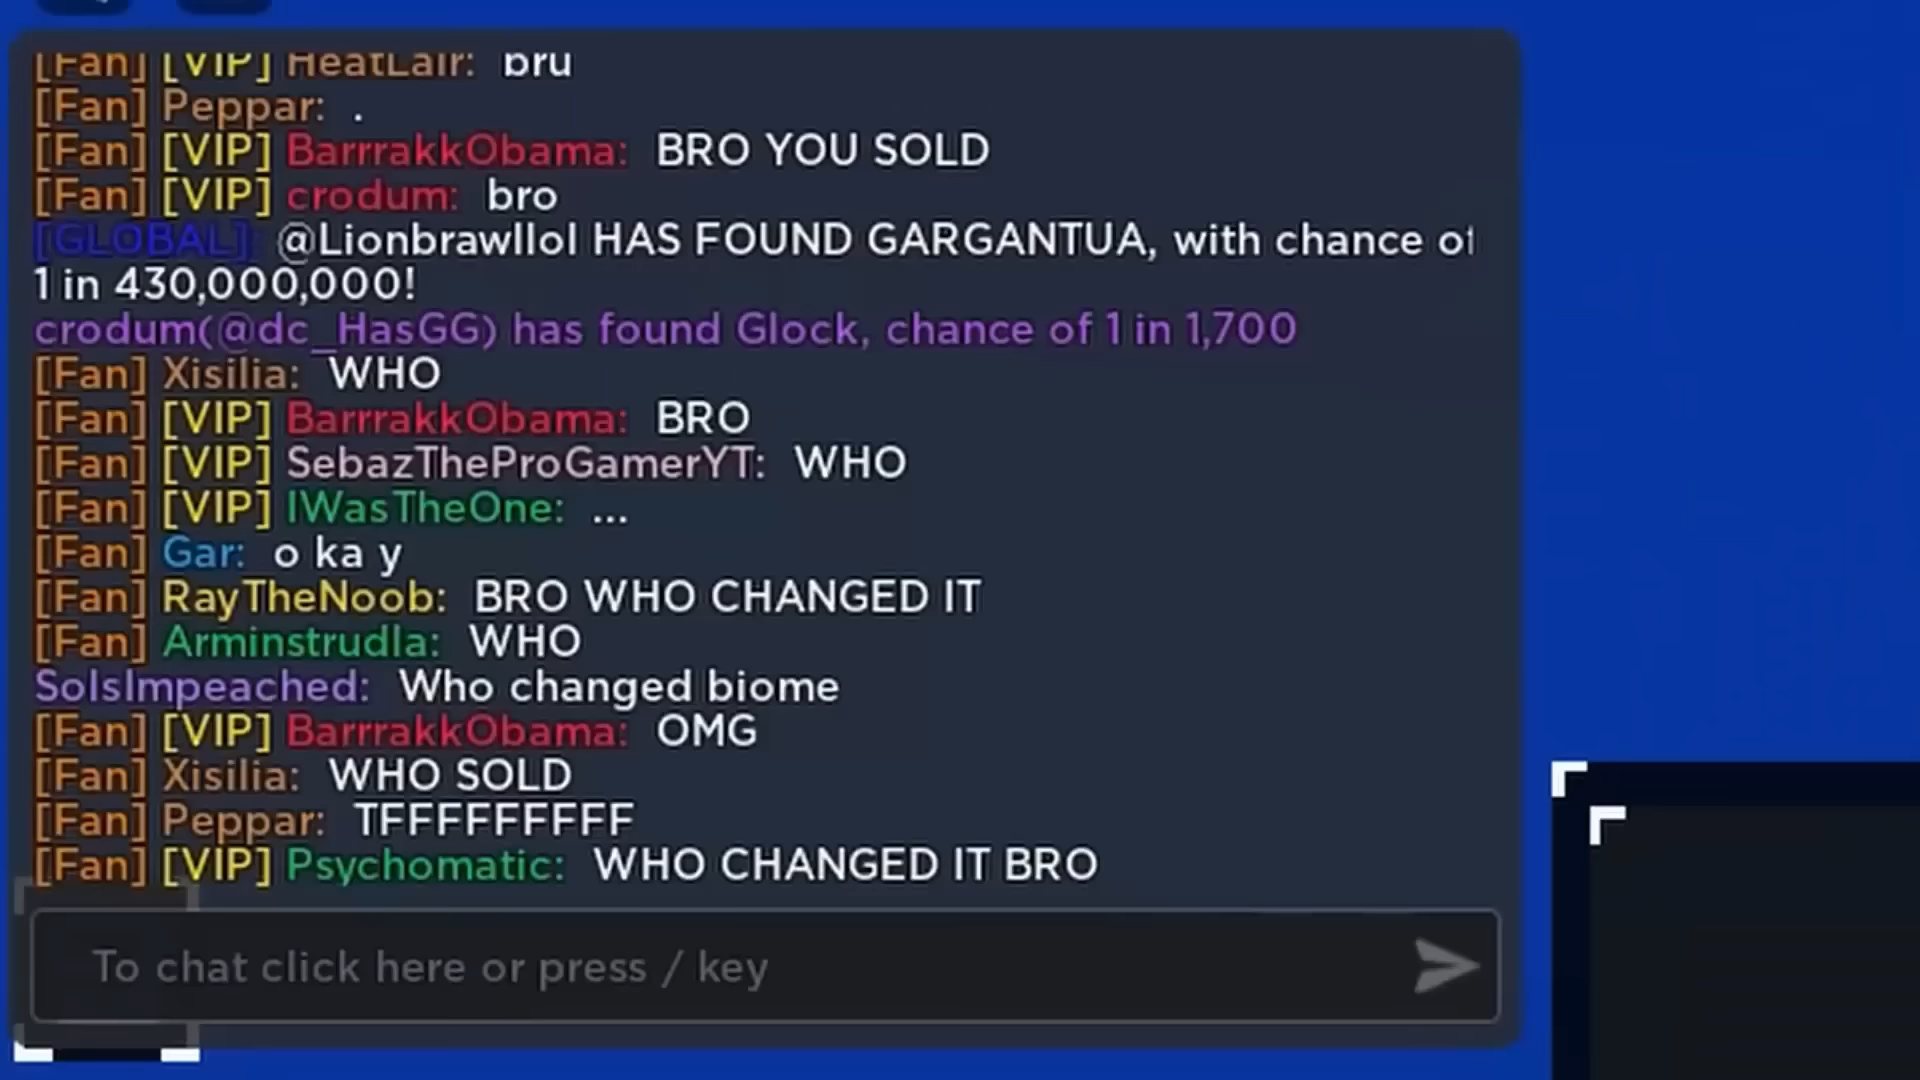 [Fan] [VIP] HeatLair: bru
[Fan] Peppar: .
[Fan] [VIP] BarrrakkObama: BRO YOU SOLD
[Fan] [VIP] crodum: bro
[GLOBAL]: @Lionbrawllol HAS FOUND GARGANTUA, with chance of
1 in 430,000,000!
crodum(@dc_HasGG) has found Glock, chance of 1 in 1,700
[Fan] Xisilia: WHO
[Fan] [VIP] BarrrakkObama: BRO
[Fan] [VIP] SebazTheProGamerYT: WHO
[Fan] [VIP] IWasTheOne: ...
[Fan] Gar: o ka y
[Fan] RayTheNoob: BRO WHO CHANGED IT
[Fan] Arminstrudla: WHO
SolsImpeached: Who changed biome
[Fan] [VIP] BarrrakkObama: OMG
[Fan] Xisilia: WHO SOLD
[Fan] Peppar: TFFFFFFFFF
[Fan] [VIP] Psychomatic: WHO CHANGED IT BRO
To chat click here or press / key